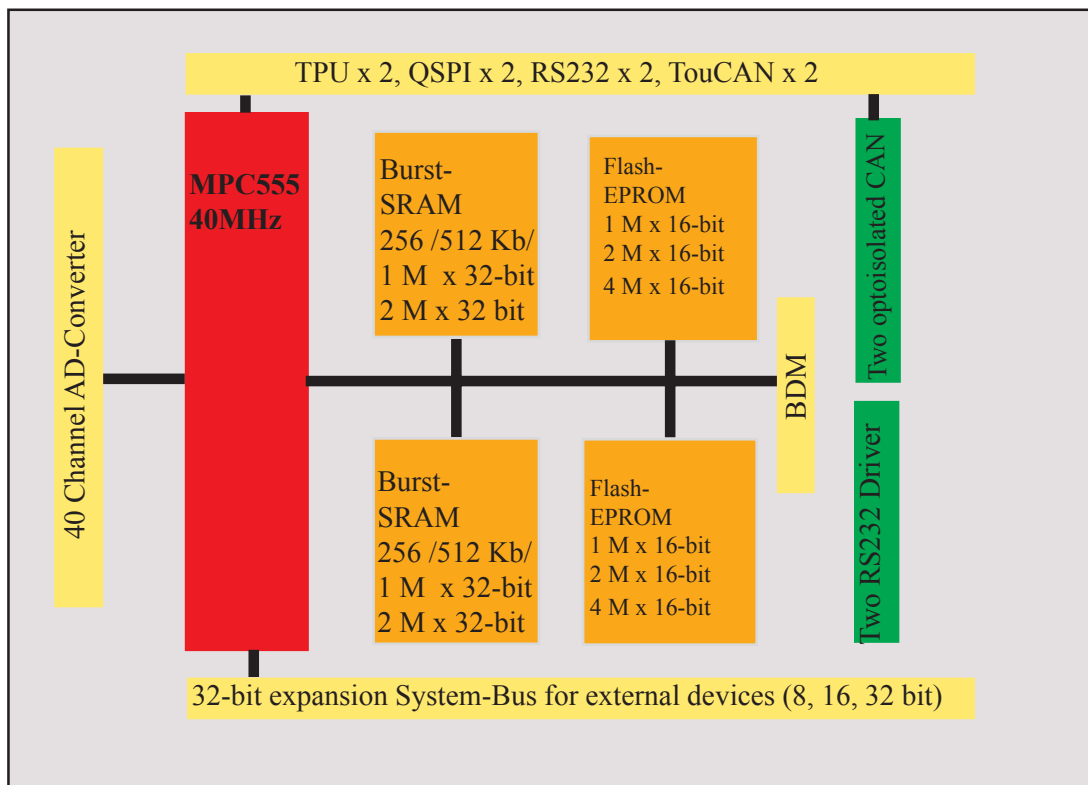 TPU x 2, QSPI x 2, RS232 x 2, TouCAN x 2
MPC555
40MHz
40 Channel AD-Converter
Burst-
SRAM
256 /512 Kb/
1 M  x 32-bit
2 M x 32 bit
Flash-
EPROM
1 M x 16-bit
2 M x 16-bit
4 M x 16-bit
Two optoisolated CAN
BDM
Burst-
SRAM
256 /512 Kb/
1 M  x 32-bit
2 M x 32-bit
Flash-
EPROM
1 M x 16-bit
2 M x 16-bit
4 M x 16-bit
Two RS232 Driver
32-bit expansion System-Bus for external devices (8, 16, 32 bit)